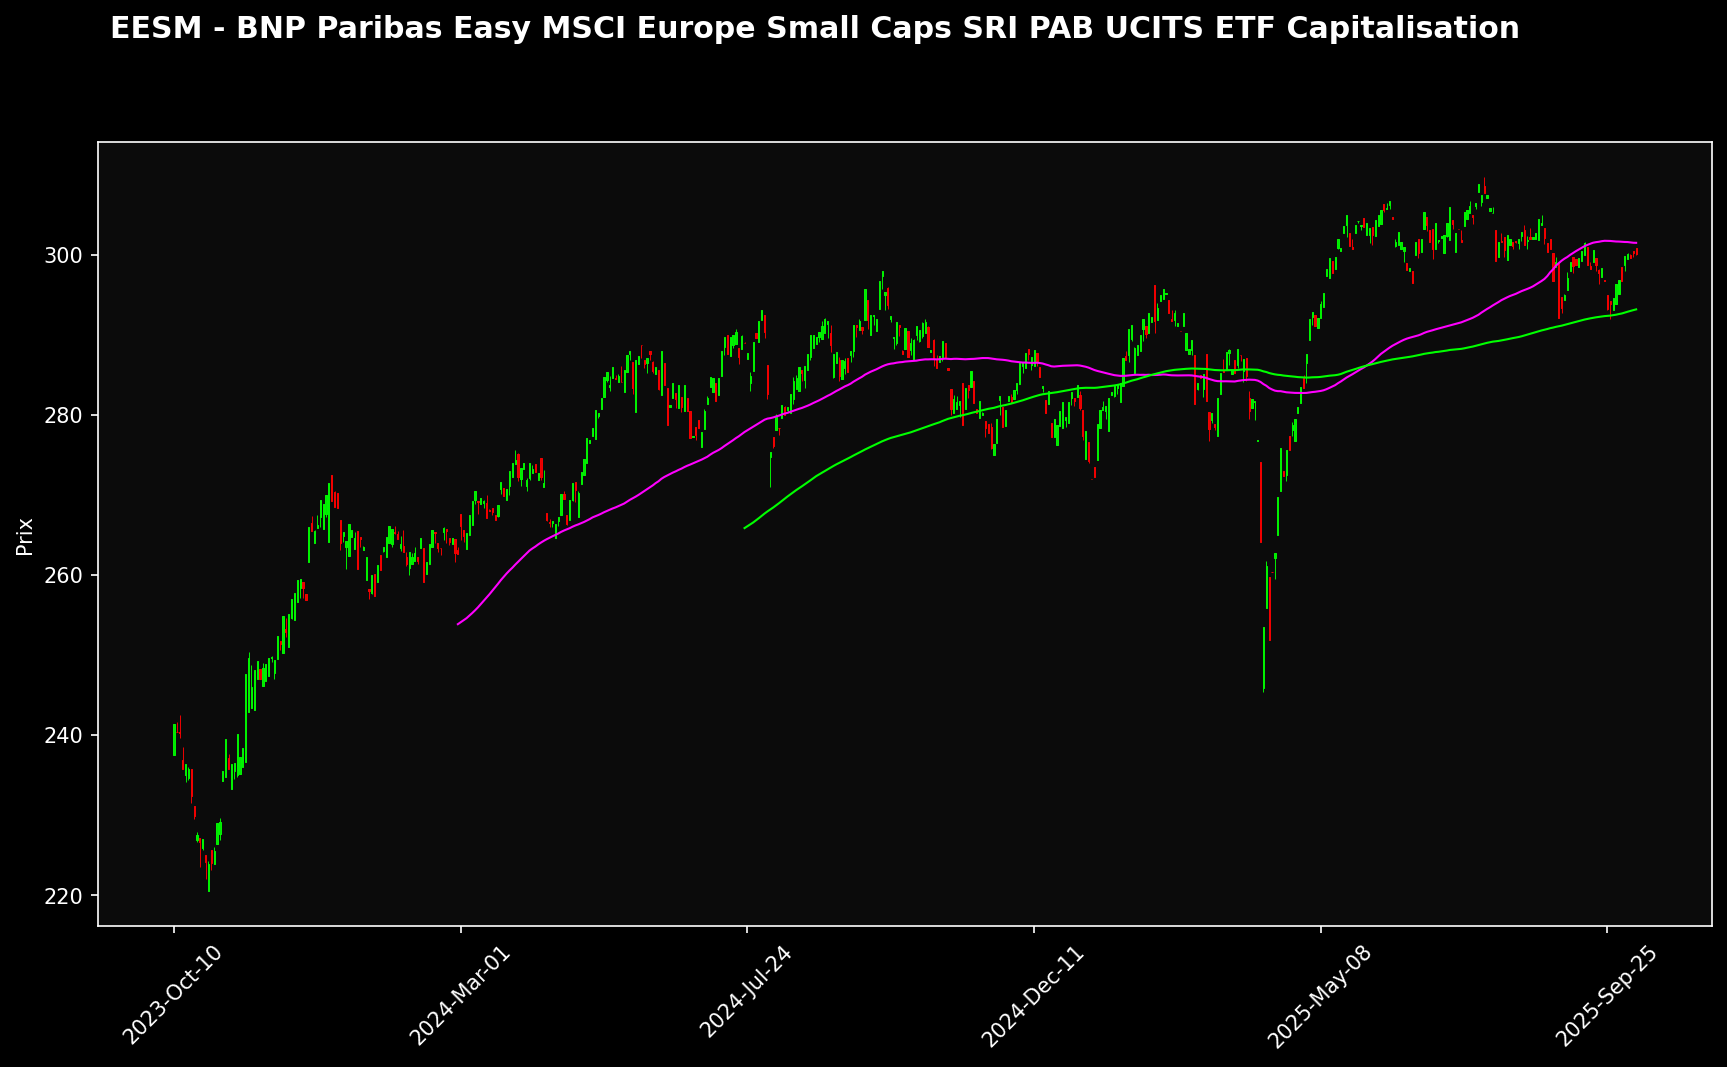 EESM - BNP Paribas Easy MSCI Europe Small Caps SRI PAB UCITS ETF Capitalisation
Prix
300
280
260
240
220
2023-Oct-10
2024-Mar-01
2024-Jul-24
2024-Dec-11
2025-May-08
2025-Sep-25